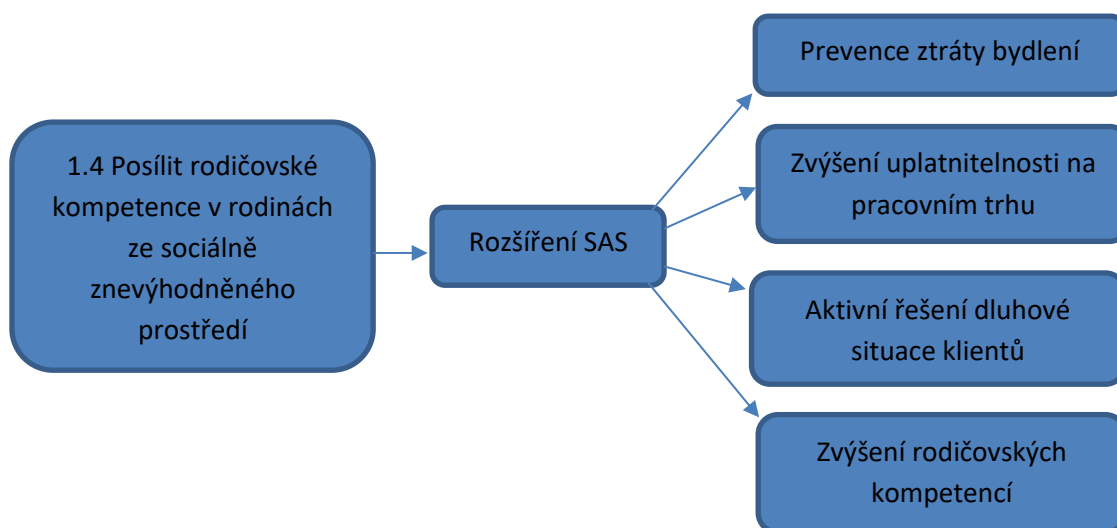 1.4 Posílit rodičovské
kompetence v rodinách
ze sociálně
znevýhodněného
prostředí
Rozšíření SAS
Prevence ztráty bydlení
Zvýšení uplatnitelnosti na
pracovním trhu
Aktivní řešení dluhové
situace klientů
Zvýšení rodičovských
kompetencí